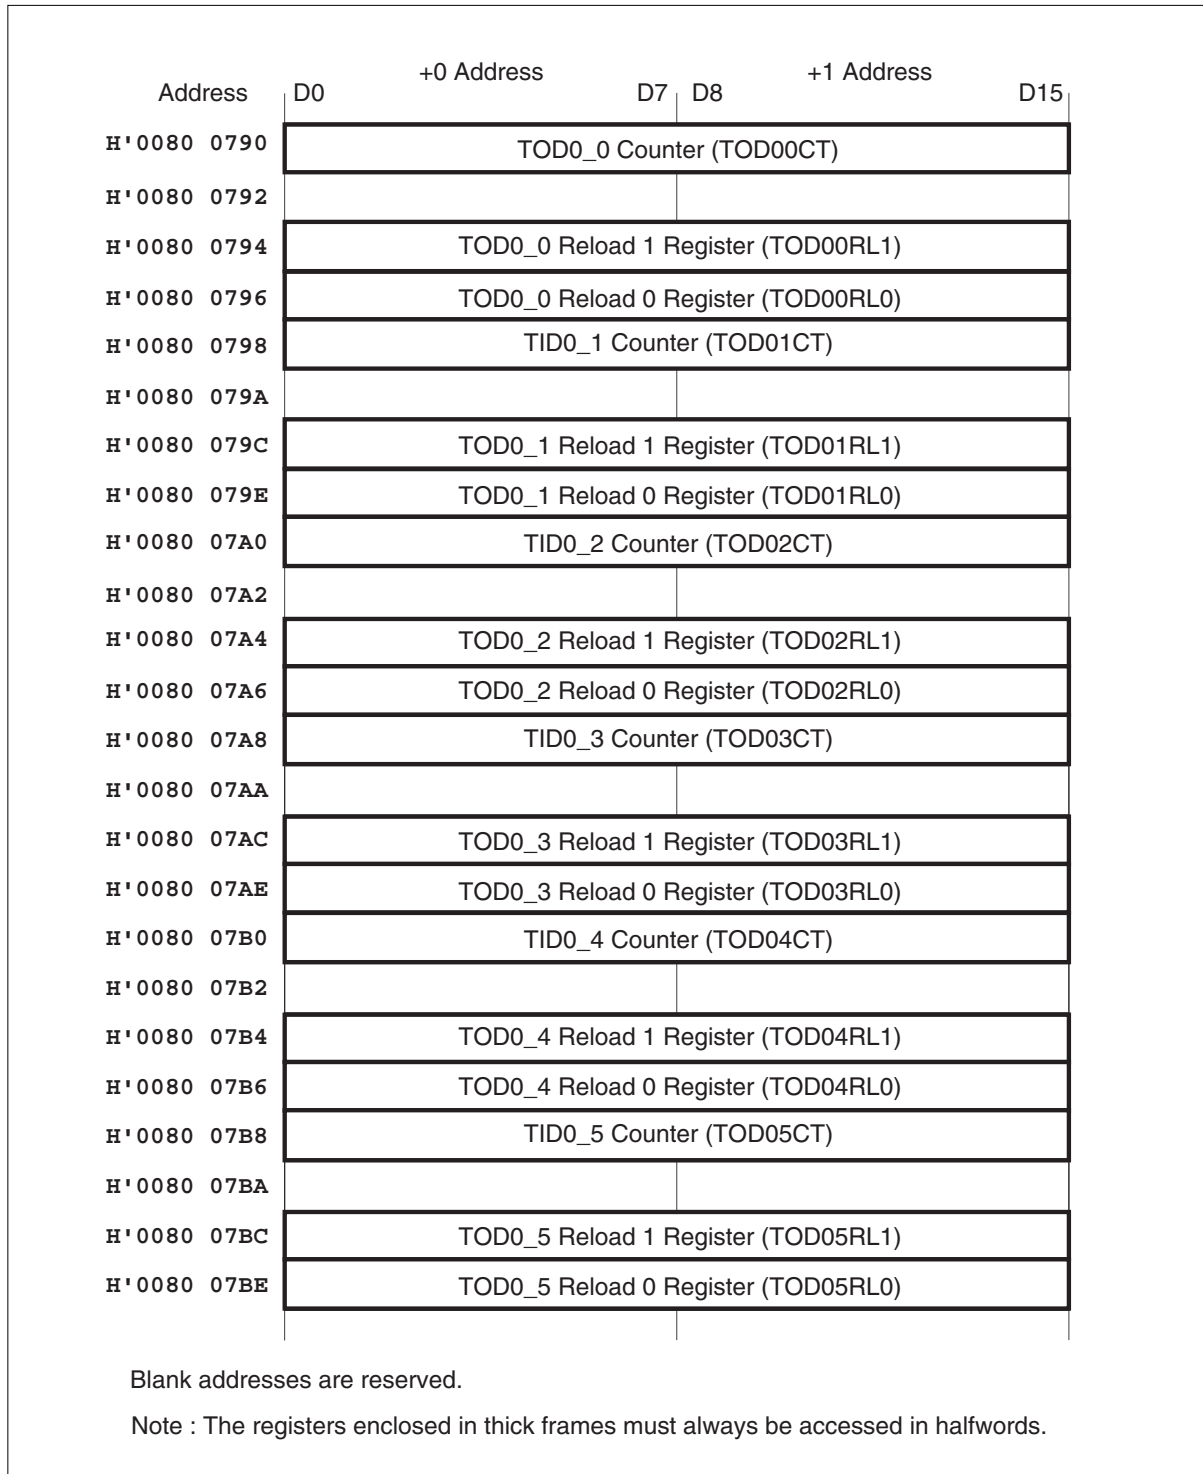 +0 Address +1 Address
Address D0 D7 D8 D15
H'0080 0790 TOD0_0 Counter (TOD00CT)
H'0080 0792
H'0080 0794 TOD0_0 Reload 1 Register (TOD00RL1)
H'0080 0796 TOD0_0 Reload 0 Register (TOD00RL0)
H'0080 0798 TID0_1 Counter (TOD01CT)
H'0080 079A
H'0080 079C TOD0_1 Reload 1 Register (TOD01RL1)
H'0080 079E TOD0_1 Reload 0 Register (TOD01RL0)
H'0080 07A0 TID0_2 Counter (TOD02CT)
H'0080 07A2
H'0080 07A4 TOD0_2 Reload 1 Register (TOD02RL1)
H'0080 07A6 TOD0_2 Reload 0 Register (TOD02RL0)
H'0080 07A8 TID0_3 Counter (TOD03CT)
H'0080 07AA
H'0080 07AC TOD0_3 Reload 1 Register (TOD03RL1)
H'0080 07AE TOD0_3 Reload 0 Register (TOD03RL0)
H'0080 07B0 TID0_4 Counter (TOD04CT)
H'0080 07B2
H'0080 07B4 TOD0_4 Reload 1 Register (TOD04RL1)
H'0080 07B6 TOD0_4 Reload 0 Register (TOD04RL0)
H'0080 07B8 TID0_5 Counter (TOD05CT)
H'0080 07BA
H'0080 07BC TOD0_5 Reload 1 Register (TOD05RL1)
H'0080 07BE TOD0_5 Reload 0 Register (TOD05RL0)
Blank addresses are reserved.
Note : The registers enclosed in thick frames must always be accessed in halfwords.